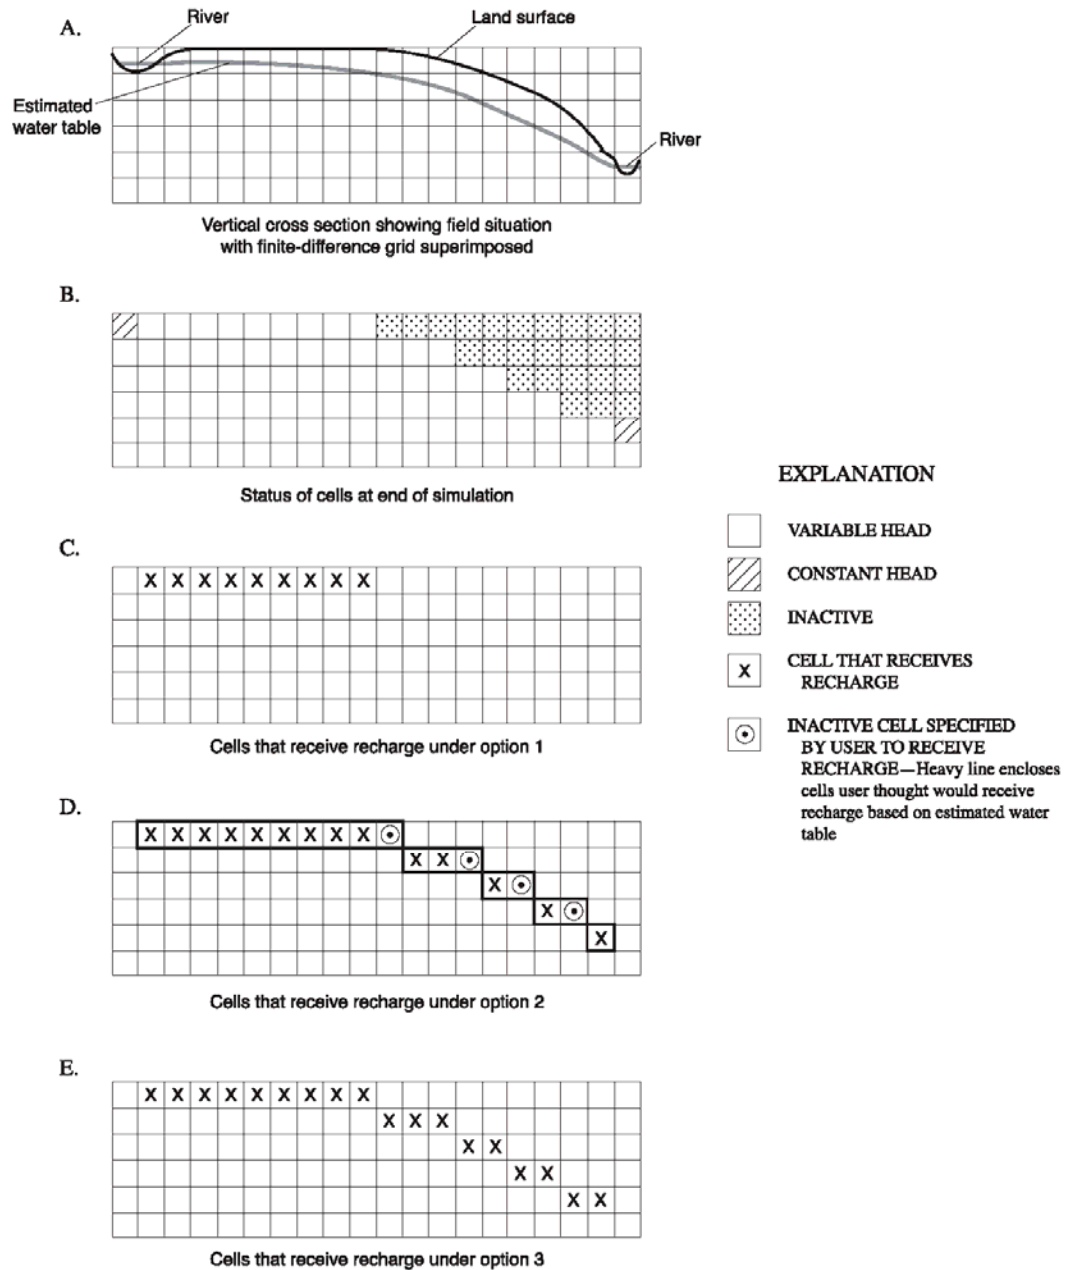 A.
River
Land surface
Estimated
water table
River
Vertical cross section showing field situation
with finite-difference grid superimposed
B.
Status of cells at end of simulation
EXPLANATION
VARIABLE HEAD
CONSTANT HEAD
INACTIVE
X CELL THAT RECEIVES
RECHARGE
INACTIVE CELL SPECIFIED
BY USER TO RECEIVE
RECHARGE—Heavy line encloses
cells user thought would receive
recharge based on estimated water
table
C.
X X X X X X X X X
Cells that receive recharge under option 1
D.
X X X X X X X X X
X X
X
X
X
Cells that receive recharge under option 2
E.
X X X X X X X X X
X X X
X X
X X
X X
Cells that receive recharge under option 3